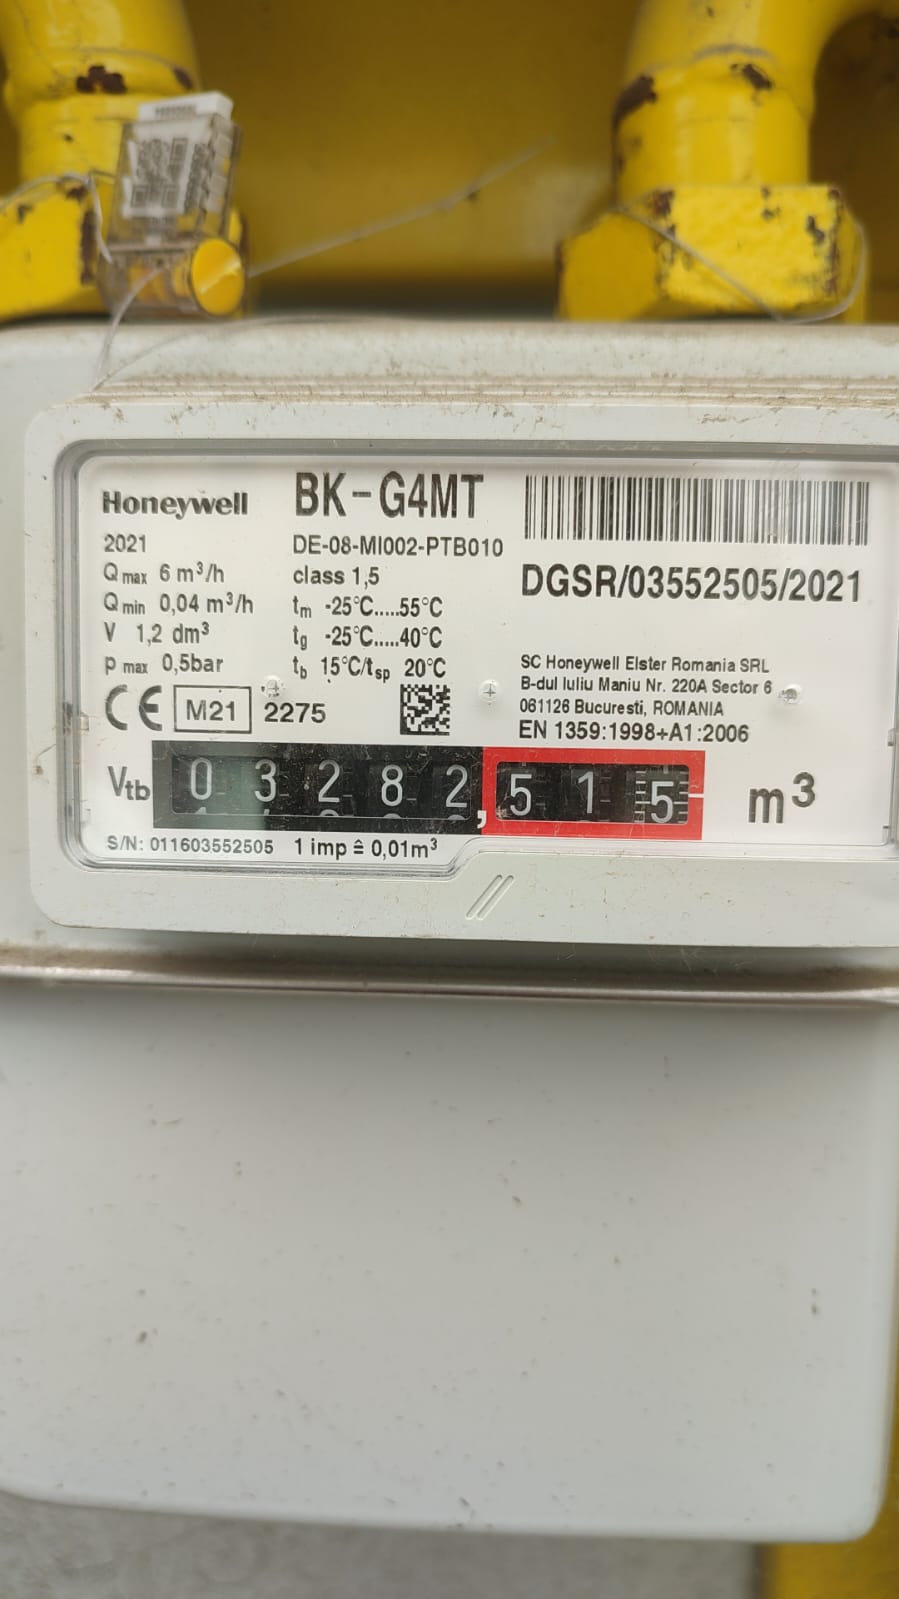 Honeywell
BK-G4MT
2021
DE-08-MI002-PTB010
Qmax 6 m³/h
class 1,5
DGSR/03552505/2021
Qmin 0,04 m³/h
tm -25°C.....55°C
V 1,2 dm³
tg -25°C.....40°C
p max 0,5bar
tb 15°C/tsp 20°C
SC Honeywell Elster Romania SRL
B-dul Iuliu Maniu Nr. 220A Sector 6
061126 Bucuresti, ROMANIA
EN 1359:1998+A1:2006
CE M21 2275
Vtb 03282,515 m³
S/N: 011603552505 1 imp ≙ 0,01m³